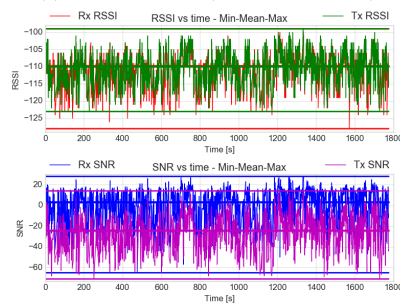 Rx RSSI RSSI vs time - Min-Mean-Max Tx RSSI
−100
−105
−110
−115
−120
−125
RSSI
0 200 400 600 800 1000 1200 1400 1600 1800
Time [s]
Rx SNR SNR vs time - Min-Mean-Max Tx SNR
20
0
−20
−40
−60
SNR
0 200 400 600 800 1000 1200 1400 1600 1800
Time [s]